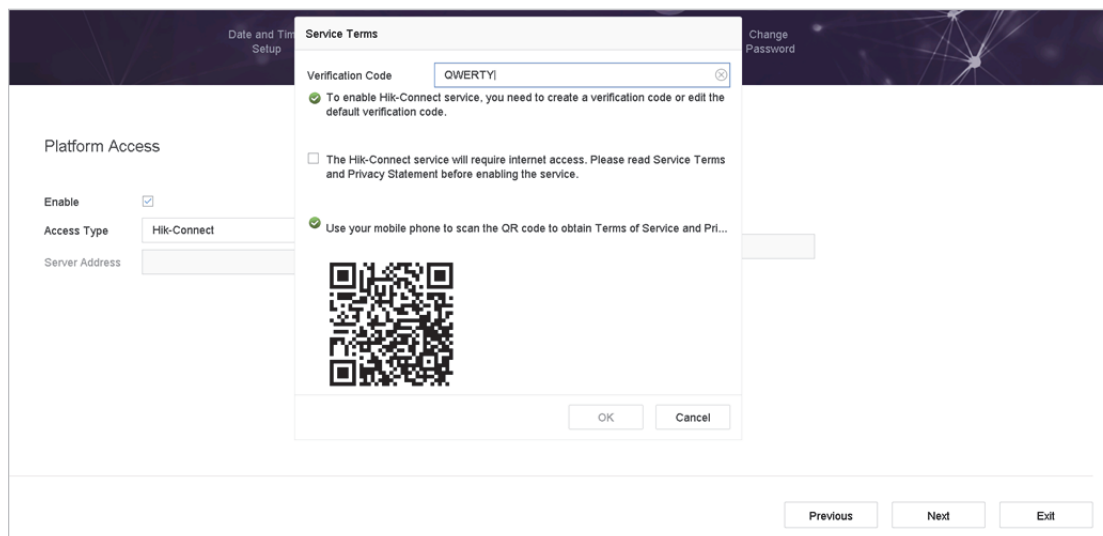 Date and Tim
Setup
Service Terms
Change
Password
Verification Code
QWERTY
To enable Hik-Connect service, you need to create a verification code or edit the
default verification code.
Platform Access
The Hik-Connect service will require internet access. Please read Service Terms
and Privacy Statement before enabling the service.
Enable
Access Type
Hik-Connect
Use your mobile phone to scan the QR code to obtain Terms of Service and Pri...
Server Address
OK
Cancel
Previous
Next
Exit